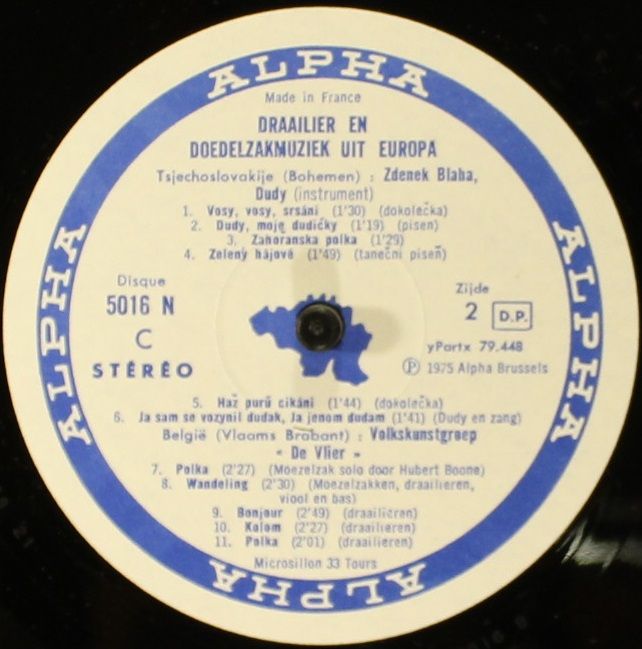 ALPHA
Made in France
DRAAILIER EN
DOEDELZAKMUZIEK UIT EUROPA
Tsjechoslovakije (Bohemen) : Zdenek Blaha,
Dudy (instrument)
1. Vosy, vosy, srsáni (1'30) (dokolečka)
2. Dudy, moje dudičky (1'19) (pisen)
3. Zahoranska polka (1'29)
4. Zelený hájové (1'49) (taneční piseň)
ALPHA
ALPHA
Disque
5016 N
C
STÉRÉO
Zijde
2 D.P.
yPartx 79.448
Ⓟ 1975 Alpha Brussels
5. Haz purú cikáni (1'44) (dokolečka)
6. Ja sam se vozynil dudak, Ja jenom dudam (1'41) (Dudy en zang)
België (Vlaams Brabant) : Volkskunstgroep
« De Vlier »
7. Polka (2'27) (Moezelzak solo door Hubert Boone)
8. Wandeling (2'30) (Moezelzakken, draailieren,
viool en bas)
9. Bonjour (2'49) (draailieren)
10. Kalom (2'27) (draailieren)
11. Polka (2'01) (draailieren)
Microsillon 33 Tours
ALPHA